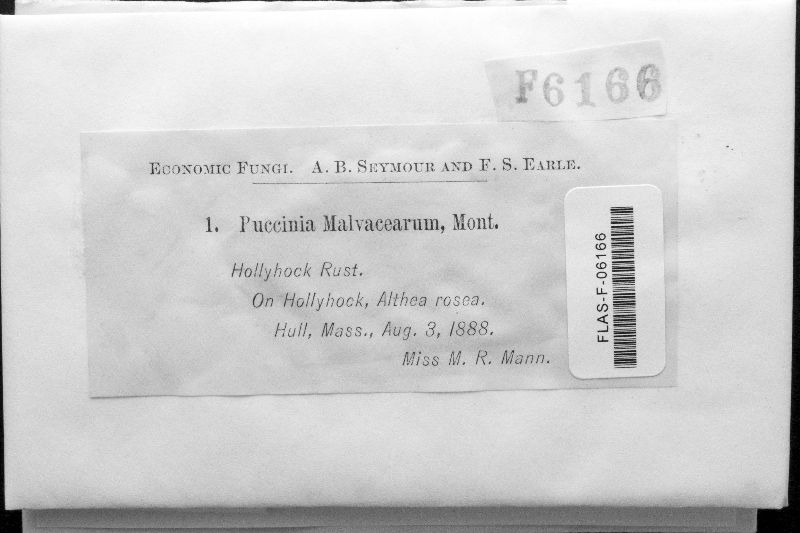 F6166
Economic Fungi. A. B. Seymour and F. S. Earle.
1. Puccinia Malvacearum, Mont.
Hollyhock Rust.
On Hollyhock, Althea rosea.
Hull, Mass., Aug. 3, 1888.
Miss M. R. Mann.
FLAS-F-06166